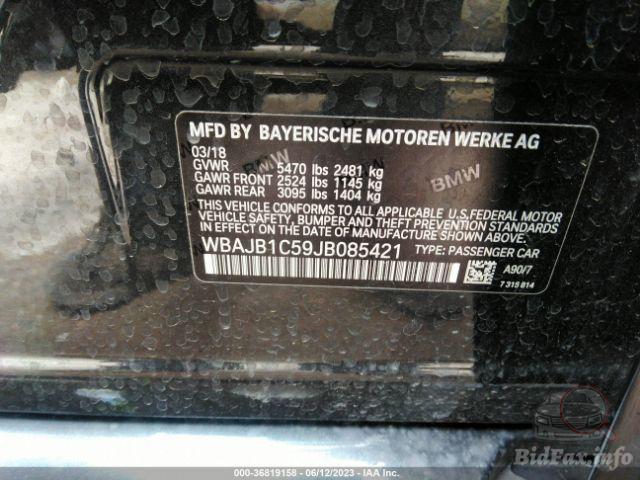 MFD BY BAYERISCHE MOTOREN WERKE AG
03/18
GVWR 5470 lbs 2481 kg
GAWR FRONT 2524 lbs 1145 kg
GAWR REAR 3095 lbs 1404 kg
THIS VEHICLE CONFORMS TO ALL APPLICABLE U.S.FEDERAL MOTOR
VEHICLE SAFETY, BUMPER AND THEFT PREVENTION STANDARDS
IN EFFECT ON THE DATE OF MANUFACTURE SHOWN ABOVE.
WBAJB1C59JB085421 TYPE: PASSENGER CAR
A90/7
7 315 814
BMW
BMW
BMW
000-36819158 - 06/12/2023 - IAA Inc.
BidFax.info